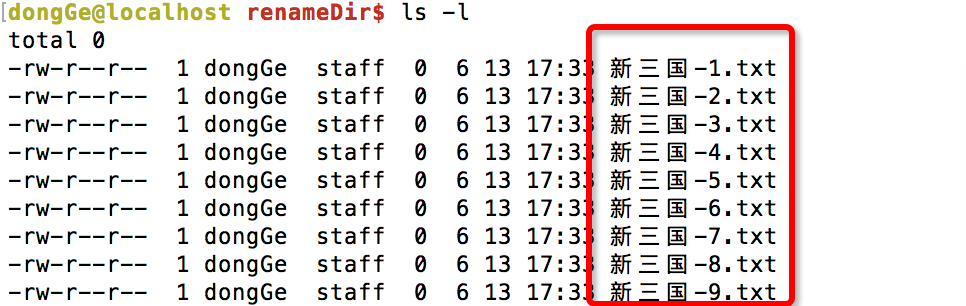 [dongGe@localhost renameDir$ ls -l
total 0
-rw-r--r-- 1 dongGe staff 0 6 13 17:33 新三国-1.txt
-rw-r--r-- 1 dongGe staff 0 6 13 17:33 新三国-2.txt
-rw-r--r-- 1 dongGe staff 0 6 13 17:33 新三国-3.txt
-rw-r--r-- 1 dongGe staff 0 6 13 17:33 新三国-4.txt
-rw-r--r-- 1 dongGe staff 0 6 13 17:33 新三国-5.txt
-rw-r--r-- 1 dongGe staff 0 6 13 17:33 新三国-6.txt
-rw-r--r-- 1 dongGe staff 0 6 13 17:33 新三国-7.txt
-rw-r--r-- 1 dongGe staff 0 6 13 17:33 新三国-8.txt
-rw-r--r-- 1 dongGe staff 0 6 13 17:33 新三国-9.txt